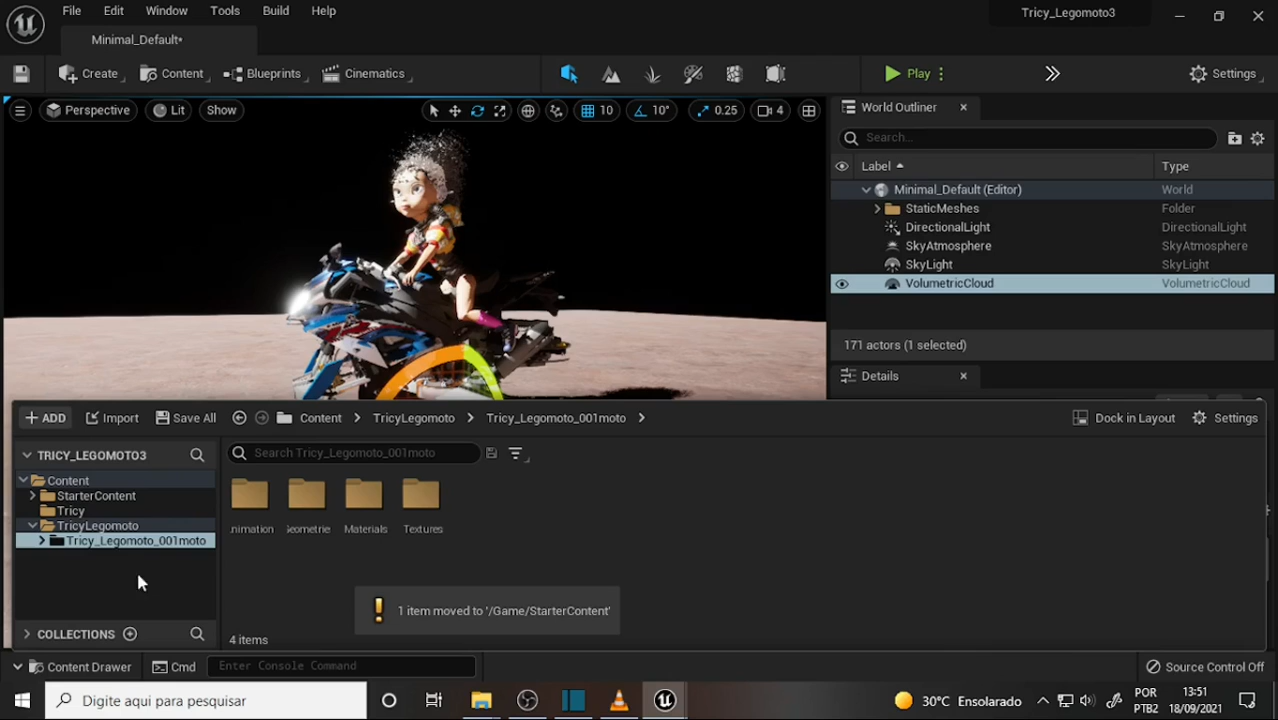 File Edit Window Tools Build Help
Tricy_Legomoto3
Minimal_Default•
Create Content Blueprints Cinematics Play Settings
Perspective Lit Show 10 10° 0.25 4
World Outliner
Search...
Label Type
Minimal_Default (Editor) World
StaticMeshes Folder
DirectionalLight DirectionalLight
SkyAtmosphere SkyAtmosphere
SkyLight SkyLight
VolumetricCloud VolumetricCloud
171 actors (1 selected)
Details
+ ADD Import Save All Content TricyLegomoto Tricy_Legomoto_001moto Dock in Layout Settings
TRICY_LEGOMOTO3
Search Tricy_Legomoto_001moto
Content
StarterContent
Tricy
TricyLegomoto
Tricy_Legomoto_001moto
nimation Geometrie Materials Textures
1 item moved to '/Game/StarterContent'
COLLECTIONS
4 items
Content Drawer Cmd Enter Console Command Source Control Off
Digite aqui para pesquisar
30°C Ensolarado
POR
PTB2
13:51
18/09/2021